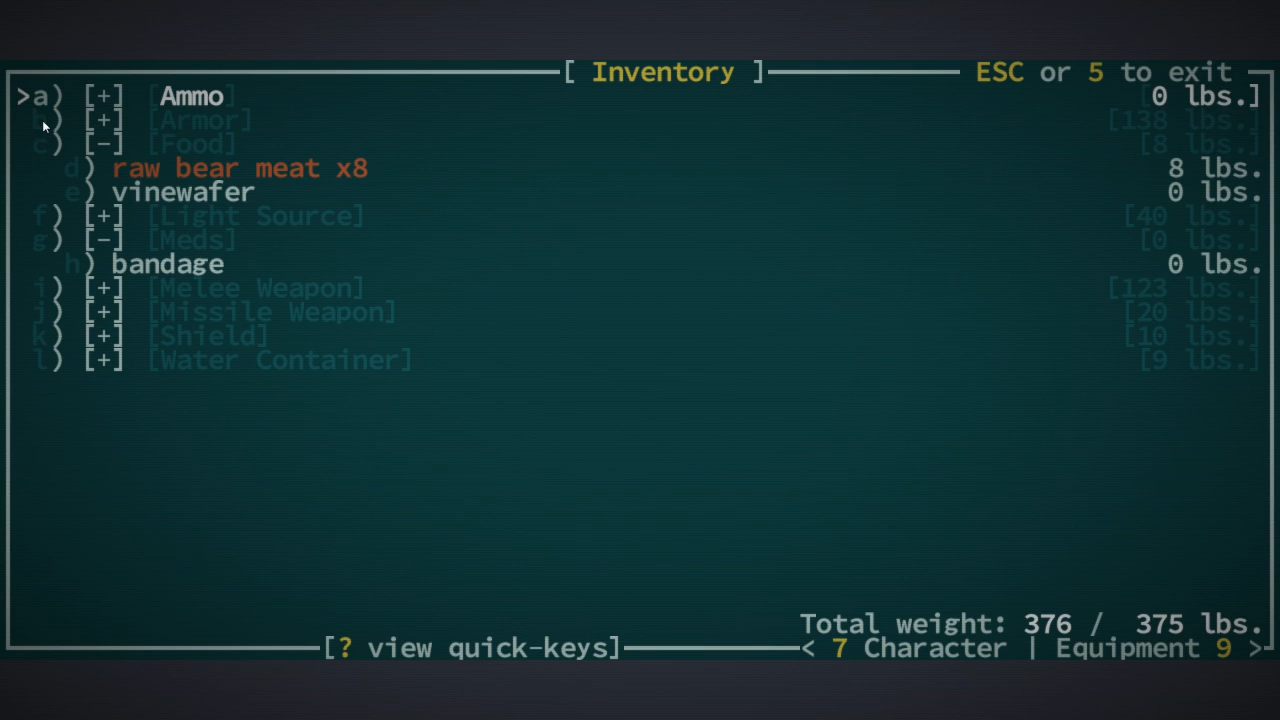 [ Inventory ] ESC or 5 to exit
>a) [+] [Ammo] [0 lbs.]
b) [+] [Armor] [138 lbs.]
c) [-] [Food] [8 lbs.]
d) raw bear meat x8 8 lbs.
e) vinewafer 0 lbs.
f) [+] [Light Source] [40 lbs.]
g) [-] [Meds] [0 lbs.]
h) bandage 0 lbs.
i) [+] [Melee Weapon] [123 lbs.]
j) [+] [Missile Weapon] [20 lbs.]
k) [+] [Shield] [10 lbs.]
l) [+] [Water Container] [9 lbs.]
Total weight: 376 / 375 lbs.
[? view quick-keys] < 7 Character | Equipment 9 >